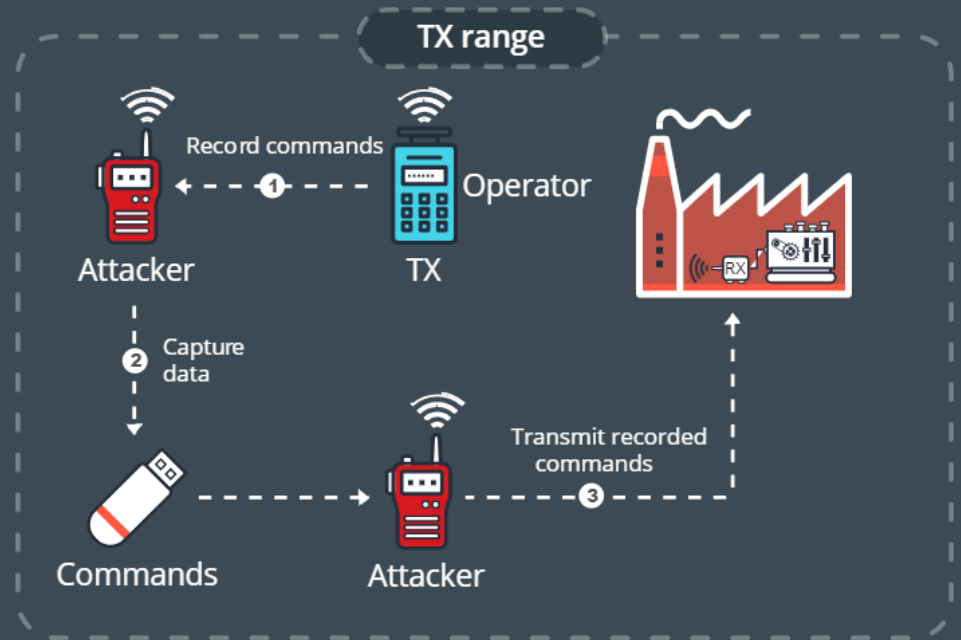 TX range
Record commands
1
Operator
Attacker
TX
RX
2
Capture
data
Transmit recorded
commands
3
Commands
Attacker